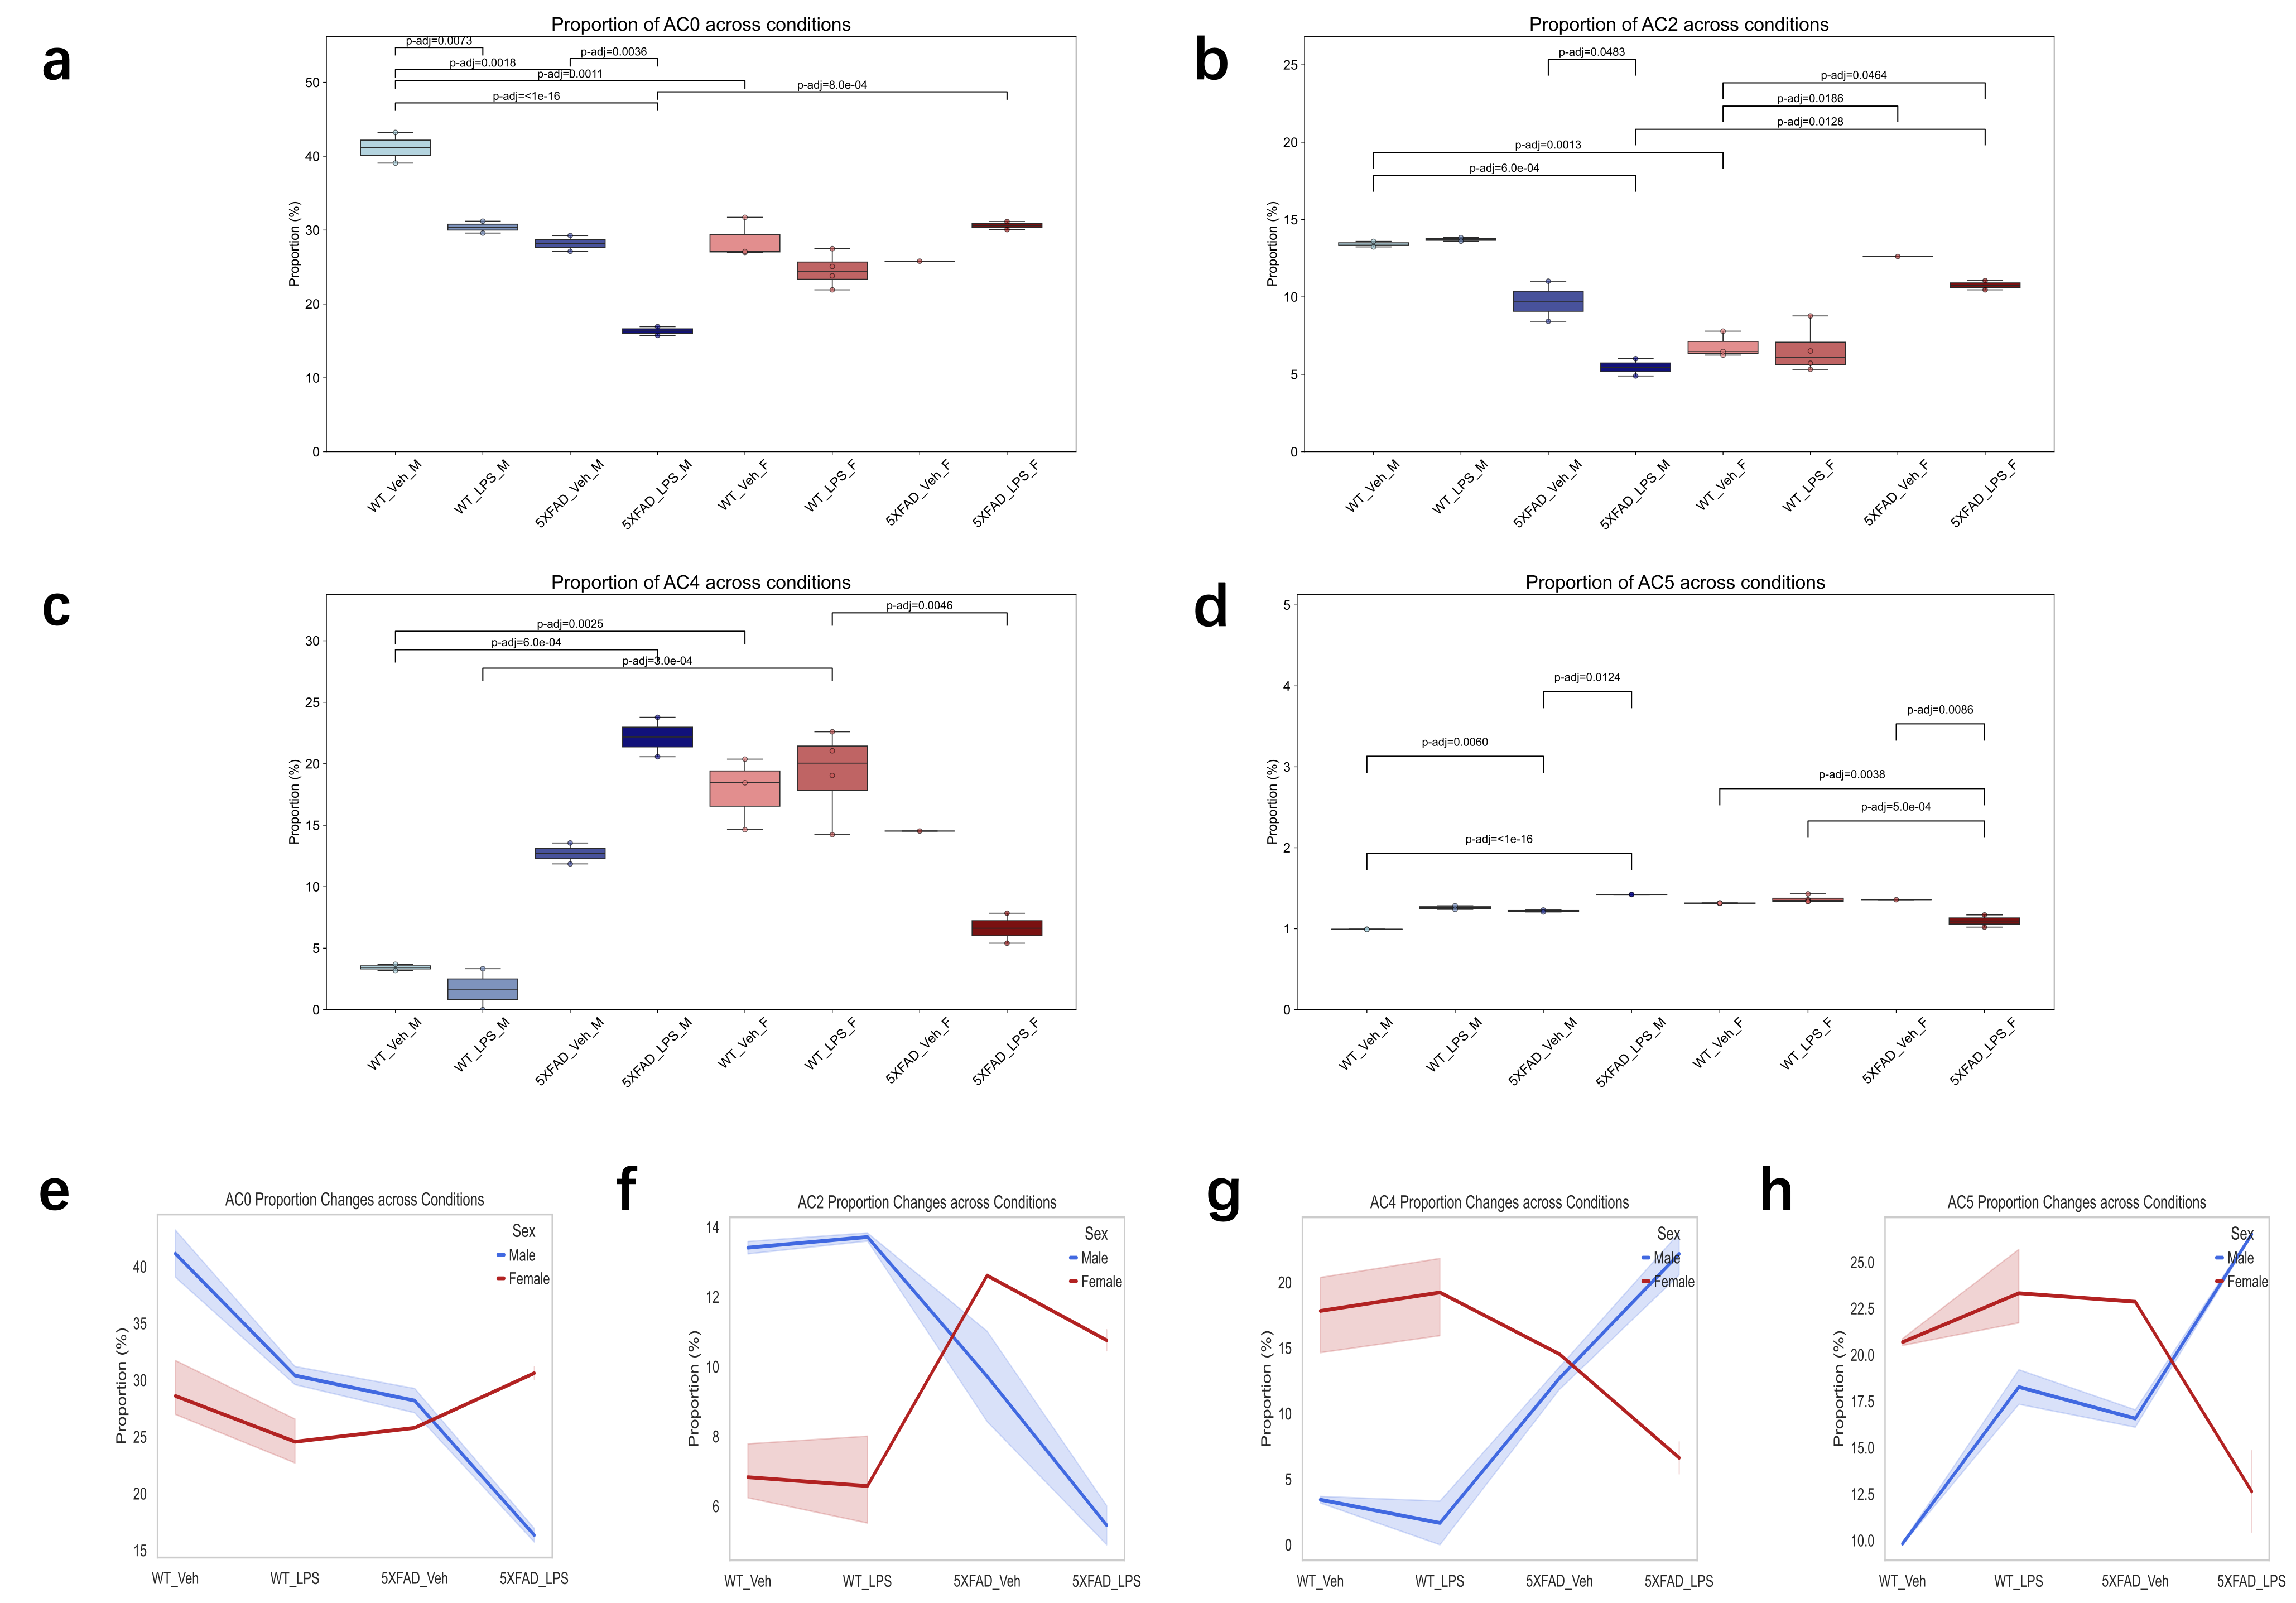 a
Proportion of AC0 across conditions
p-adj=0.0073
p-adj=0.0036
p-adj=0.0018
p-adj=0.0011
p-adj=8.0e-04
p-adj=<1e-16
Proportion (%)
50
40
30
20
10
0
WT_Veh_M
WT_LPS_M
5XFAD_Veh_M
5XFAD_LPS_M
WT_Veh_F
WT_LPS_F
5XFAD_Veh_F
5XFAD_LPS_F
b
Proportion of AC2 across conditions
p-adj=0.0483
p-adj=0.0464
p-adj=0.0186
p-adj=0.0128
p-adj=0.0013
p-adj=6.0e-04
Proportion (%)
25
20
15
10
5
0
WT_Veh_M
WT_LPS_M
5XFAD_Veh_M
5XFAD_LPS_M
WT_Veh_F
WT_LPS_F
5XFAD_Veh_F
5XFAD_LPS_F
c
Proportion of AC4 across conditions
p-adj=0.0046
p-adj=0.0025
p-adj=6.0e-04
p-adj=3.0e-04
Proportion (%)
30
25
20
15
10
5
0
WT_Veh_M
WT_LPS_M
5XFAD_Veh_M
5XFAD_LPS_M
WT_Veh_F
WT_LPS_F
5XFAD_Veh_F
5XFAD_LPS_F
d
Proportion of AC5 across conditions
p-adj=0.0124
p-adj=0.0086
p-adj=0.0060
p-adj=0.0038
p-adj=5.0e-04
p-adj=<1e-16
Proportion (%)
5
4
3
2
1
0
WT_Veh_M
WT_LPS_M
5XFAD_Veh_M
5XFAD_LPS_M
WT_Veh_F
WT_LPS_F
5XFAD_Veh_F
5XFAD_LPS_F
e
AC0 Proportion Changes across Conditions
Sex
Male
Female
Proportion (%)
40
35
30
25
20
15
WT_Veh
WT_LPS
5XFAD_Veh
5XFAD_LPS
f
AC2 Proportion Changes across Conditions
Sex
Male
Female
Proportion (%)
14
12
10
8
6
WT_Veh
WT_LPS
5XFAD_Veh
5XFAD_LPS
g
AC4 Proportion Changes across Conditions
Sex
Male
Female
Proportion (%)
20
15
10
5
0
WT_Veh
WT_LPS
5XFAD_Veh
5XFAD_LPS
h
AC5 Proportion Changes across Conditions
Sex
Male
Female
Proportion (%)
25.0
22.5
20.0
17.5
15.0
12.5
10.0
WT_Veh
WT_LPS
5XFAD_Veh
5XFAD_LPS